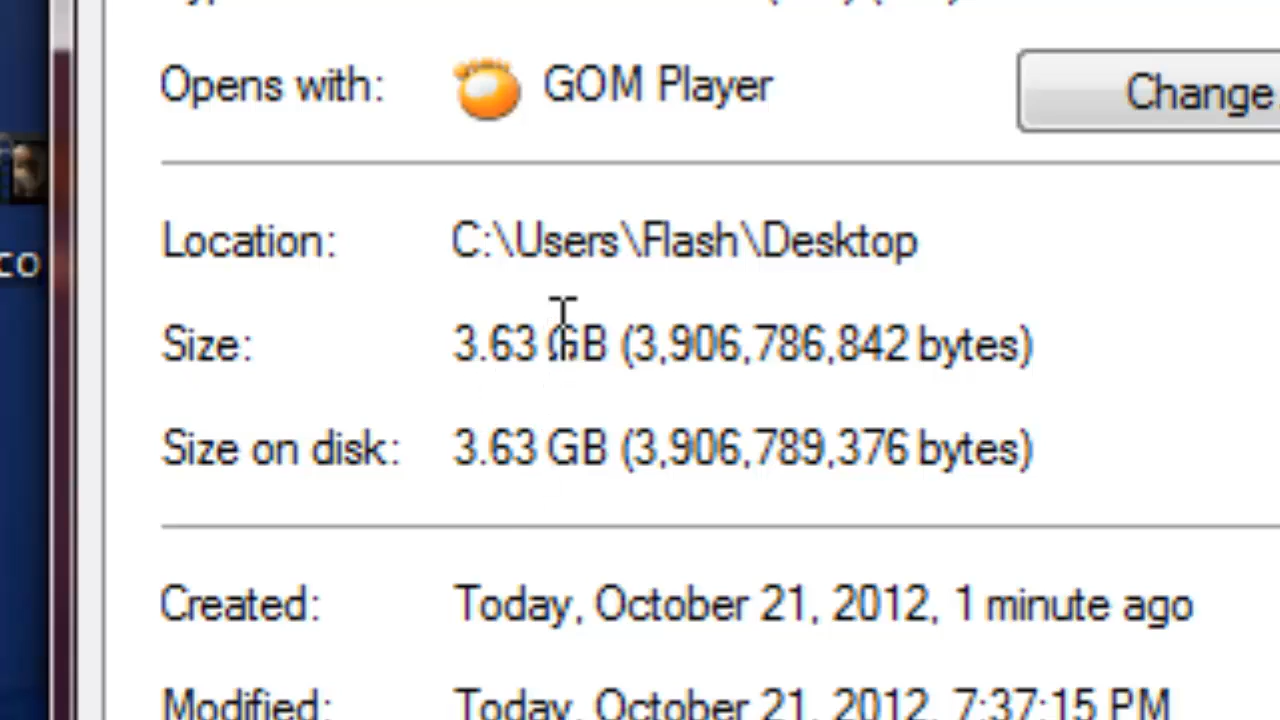 Opens with: GOM Player Change
Location: C:\Users\Flash\Desktop
co
Size: 3.63 GB (3,906,786,842 bytes)
Size on disk: 3.63 GB (3,906,789,376 bytes)
Created: Today, October 21, 2012, 1 minute ago
Modified: Today, October 21, 2012, 7:37:15 PM